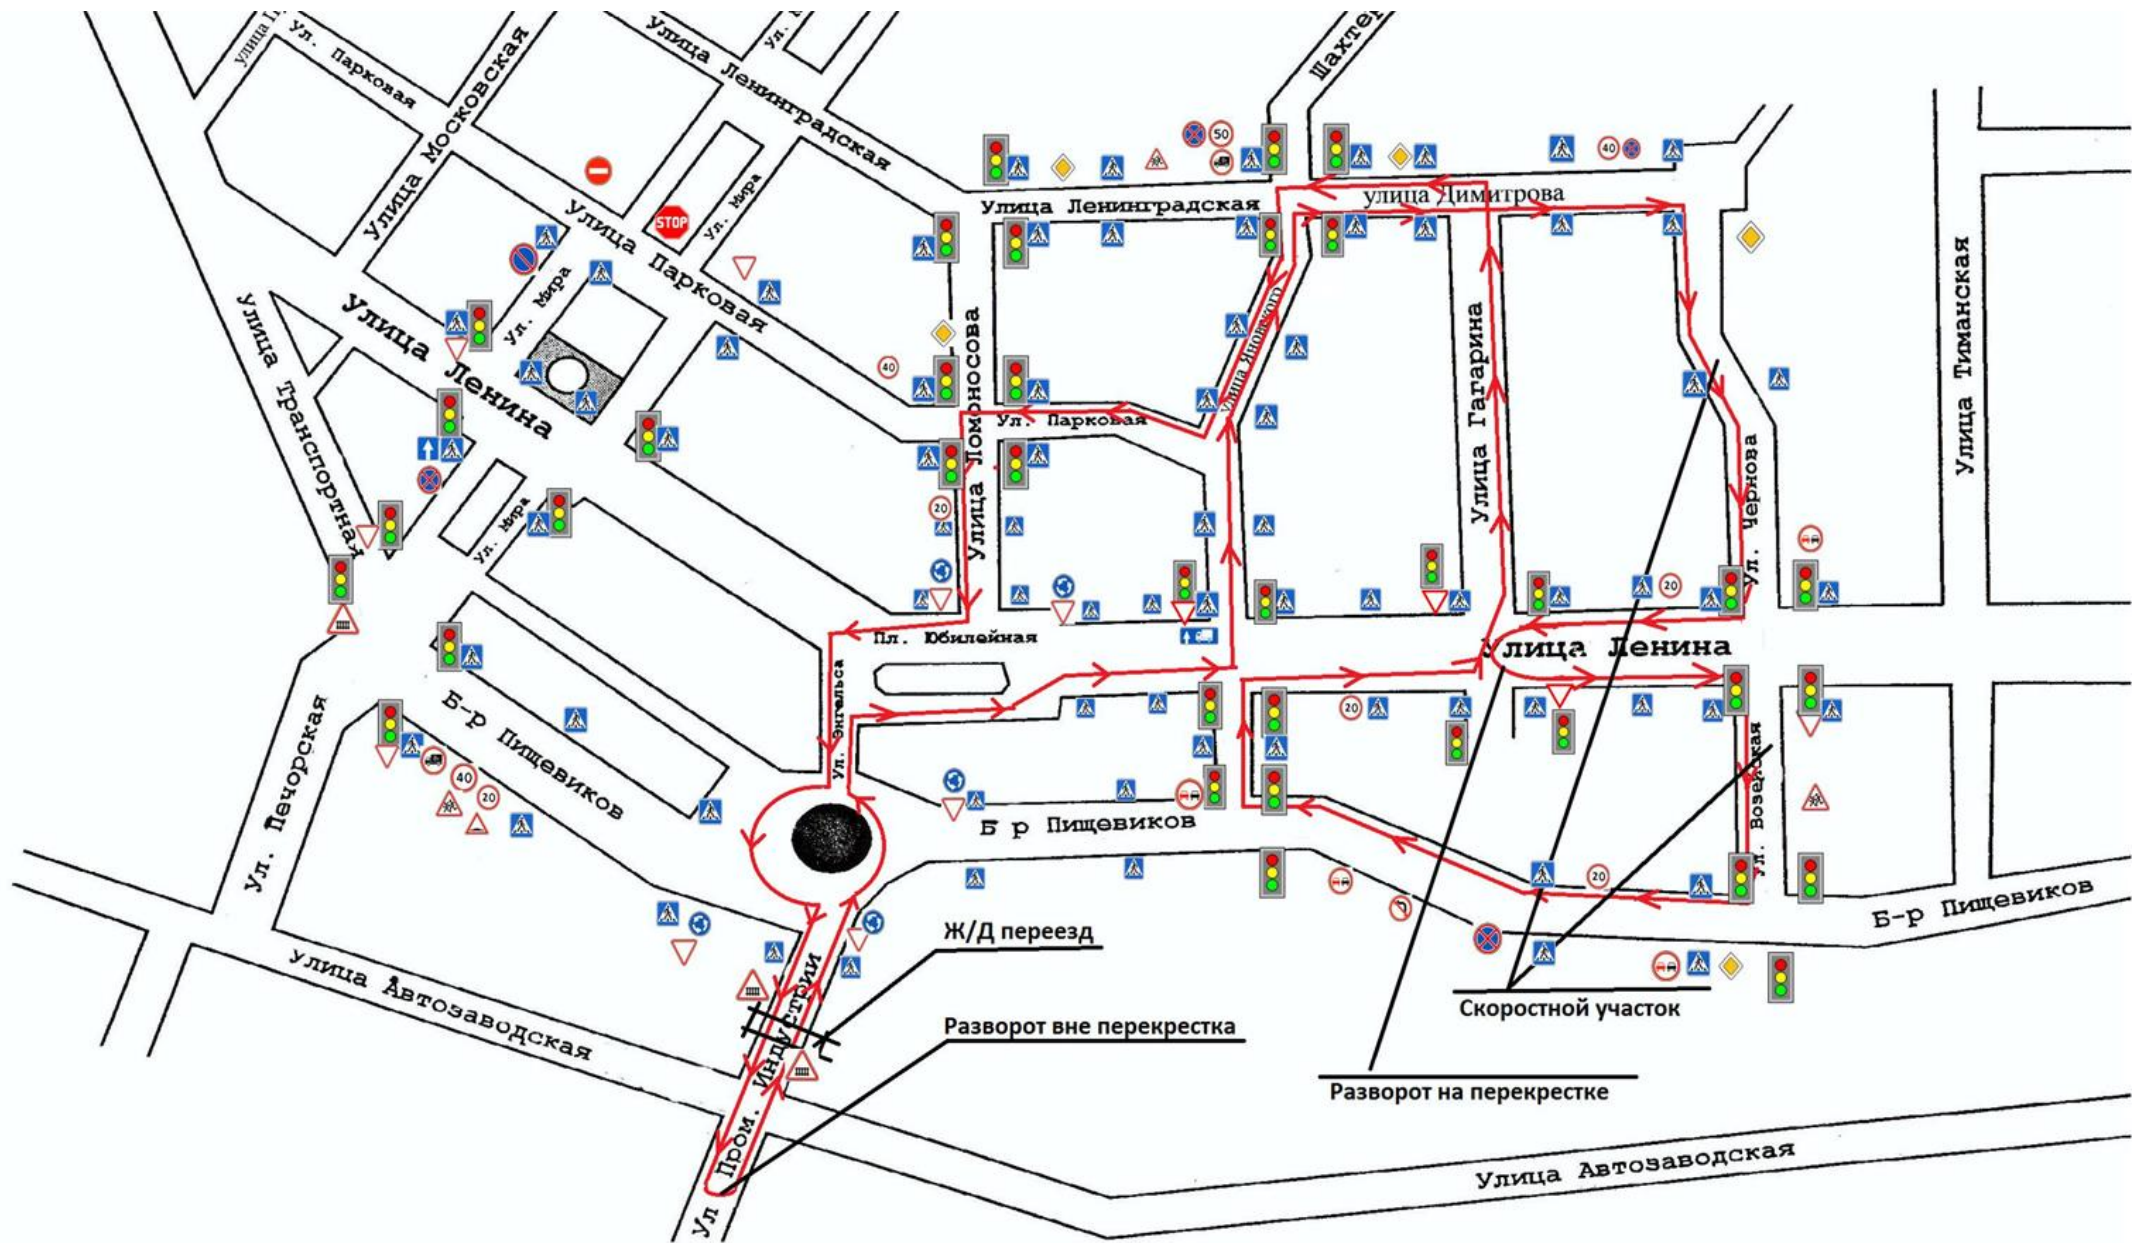 Ул. Парковая
Улица Московская
Улица Ленинградская
Ул. Мира
STOP
Улица Парковая
50
40
Улица Ленинградская
улица Димитрова
Улица Ленина
Ул. Мира
Улица Транспортная
40
Улица Ломоносова
Ул. Парковая
Улица Яновского
Улица Гагарина
Ул. Чернова
Улица Тиманская
Ул. Мира
20
20
Пл. Юбилейная
Улица Ленина
Ул. Энгельса
Ул. Печорская
Б-р Пищевиков
40
20
20
Б р Пищевиков
Ул. Возейская
20
Б-р Пищевиков
Улица Автозаводская
Ж/Д переезд
Разворот вне перекрестка
Скоростной участок
Разворот на перекрестке
Ул Пром. Индустрии
Улица Автозаводская